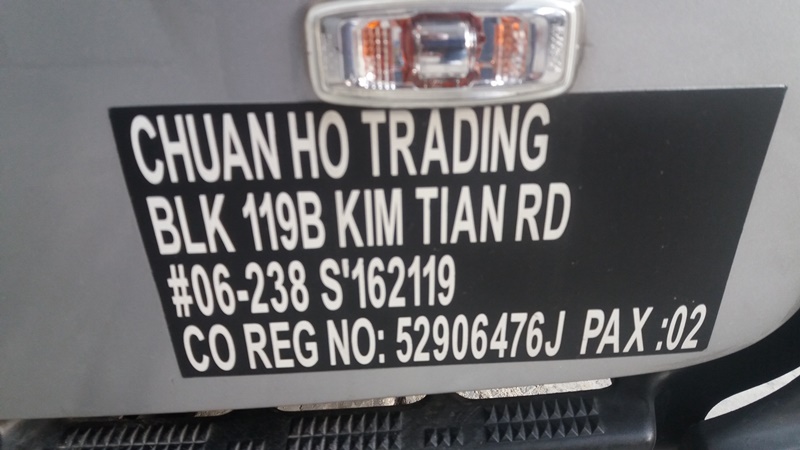 CHUAN HO TRADING
BLK 119B KIM TIAN RD
#06-238 S'162119
CO REG NO: 52906476J PAX :02